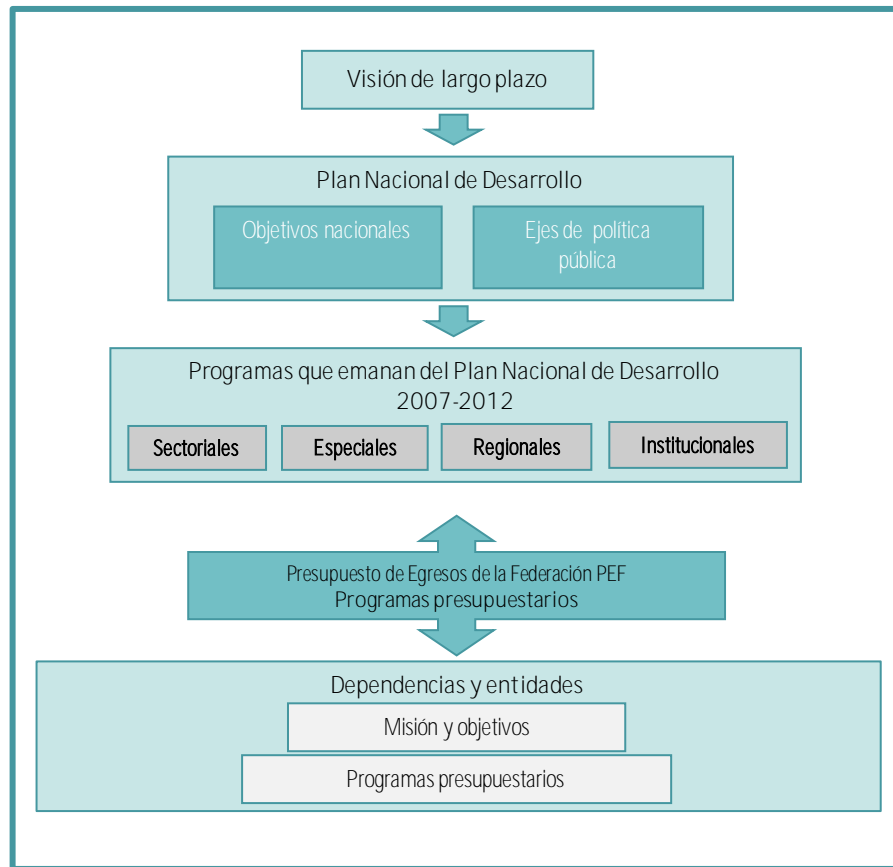 Visión de largo plazo
Plan Nacional de Desarrollo
Objetivos nacionales
Ejes de política
pública
Programas que emanan del Plan Nacional de Desarrollo
2007-2012
Sectoriales
Especiales
Regionales
Institucionales
Presupuesto de Egresos de la Federación PEF
Programas presupuestarios
Dependencias y entidades
Misión y objetivos
Programas presupuestarios